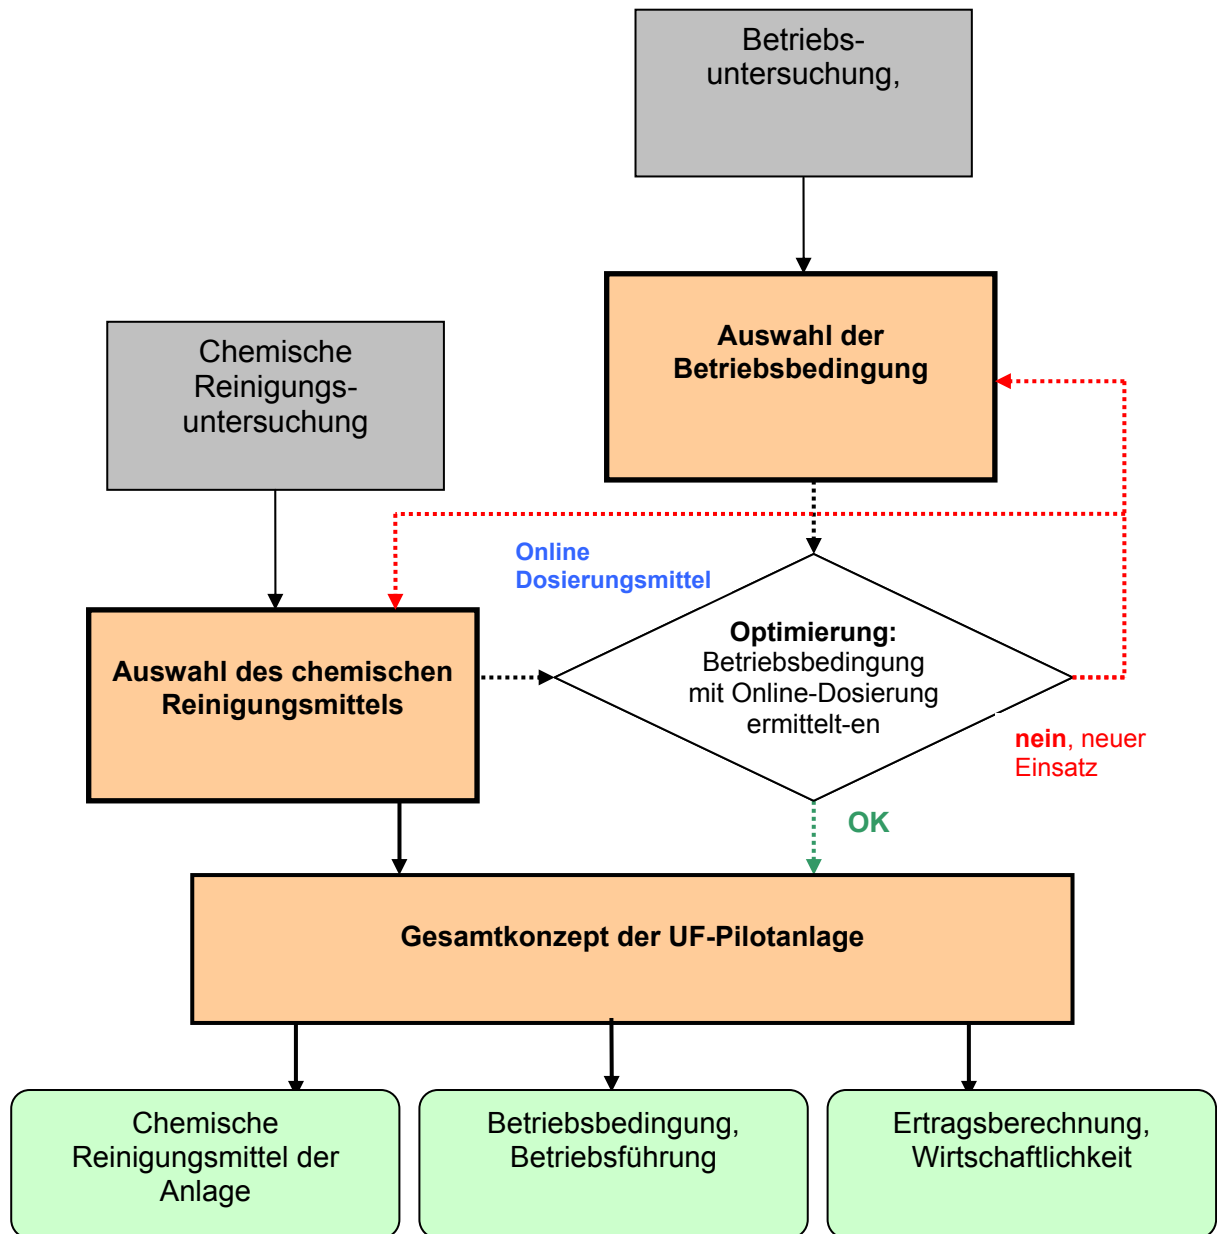 Betriebs-
untersuchung,
Auswahl der
Betriebsbedingung
Chemische
Reinigungs-
untersuchung
Online
Dosierungsmittel
Optimierung:
Betriebsbedingung
mit Online-Dosierung
ermittelt-en
Auswahl des chemischen
Reinigungsmittels
nein, neuer
Einsatz
OK
Gesamtkonzept der UF-Pilotanlage
Chemische
Reinigungsmittel der
Anlage
Betriebsbedingung,
Betriebsführung
Ertragsberechnung,
Wirtschaftlichkeit